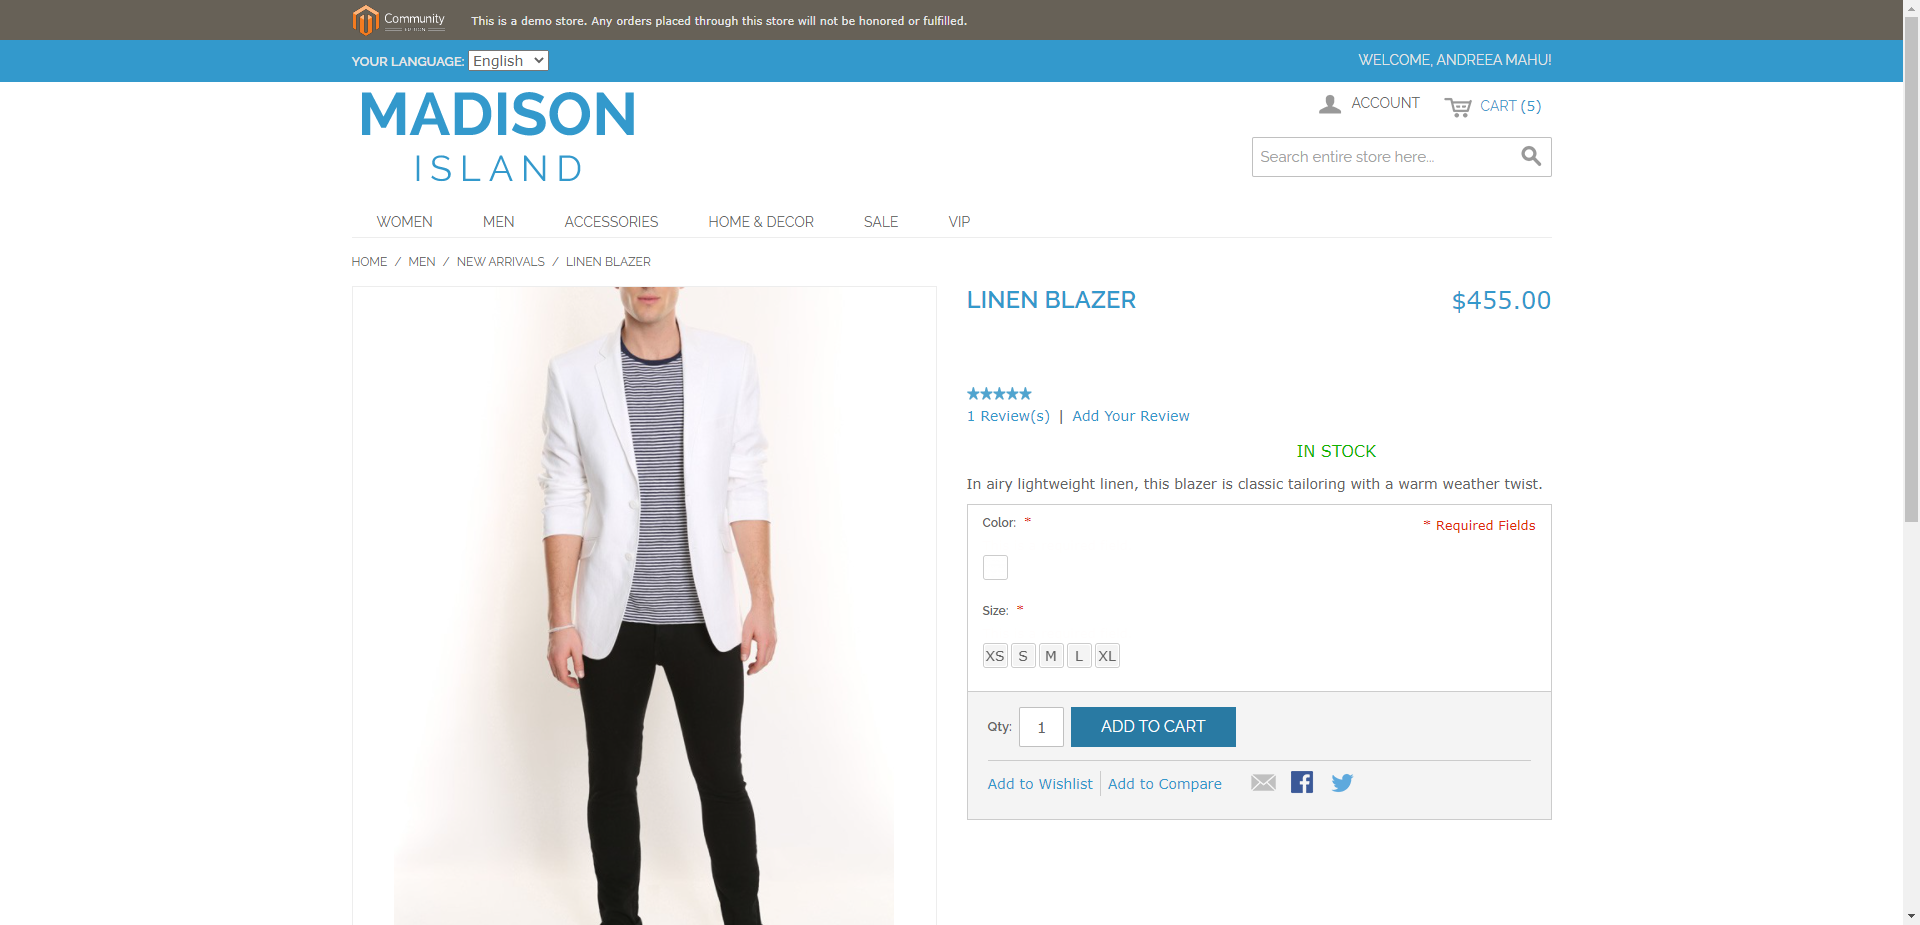 Community
This is a demo store. Any orders placed through this store will not be honored or fulfilled.
YOUR LANGUAGE: English
WELCOME, ANDREEA MAHU!
MADISON
ISLAND
ACCOUNT
CART (5)
Search entire store here...
WOMEN MEN ACCESSORIES HOME & DECOR SALE VIP
HOME / MEN / NEW ARRIVALS / LINEN BLAZER
LINEN BLAZER
$455.00
1 Review(s) | Add Your Review
IN STOCK
In airy lightweight linen, this blazer is classic tailoring with a warm weather twist.
Color: *
* Required Fields
Size: *
XS S M L XL
Qty: 1 ADD TO CART
Add to Wishlist Add to Compare